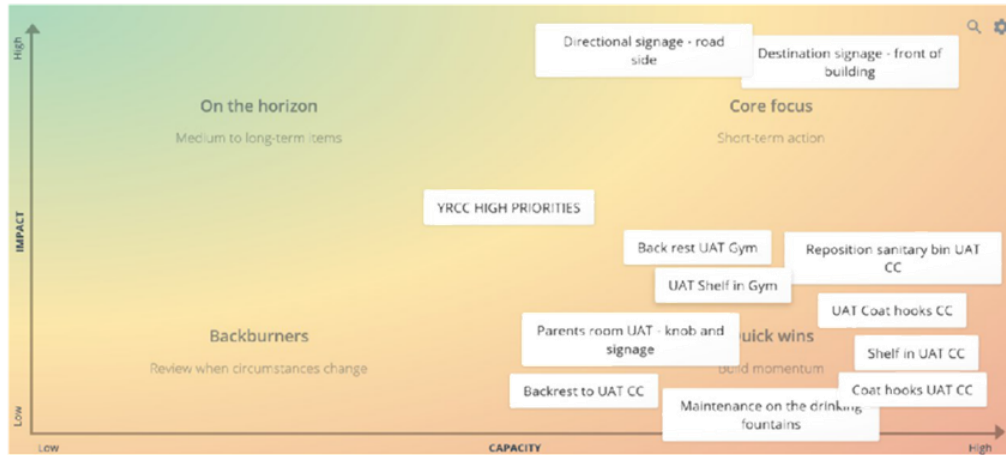 High
Directional signage - road
side
Destination signage - front of
building
On the horizon
Medium to long-term items
Core focus
Short-term action
YRCC HIGH PRIORITIES
IMPACT
Back rest UAT Gym
Reposition sanitary bin UAT
CC
UAT Shelf in Gym
UAT Coat hooks CC
Backburners
Review when circumstances change
Parents room UAT - knob and
signage
uick wins
Build momentum
Shelf in UAT CC
Backrest to UAT CC
Coat hooks UAT CC
Maintenance on the drinking
fountains
Low
Low
CAPACITY
High